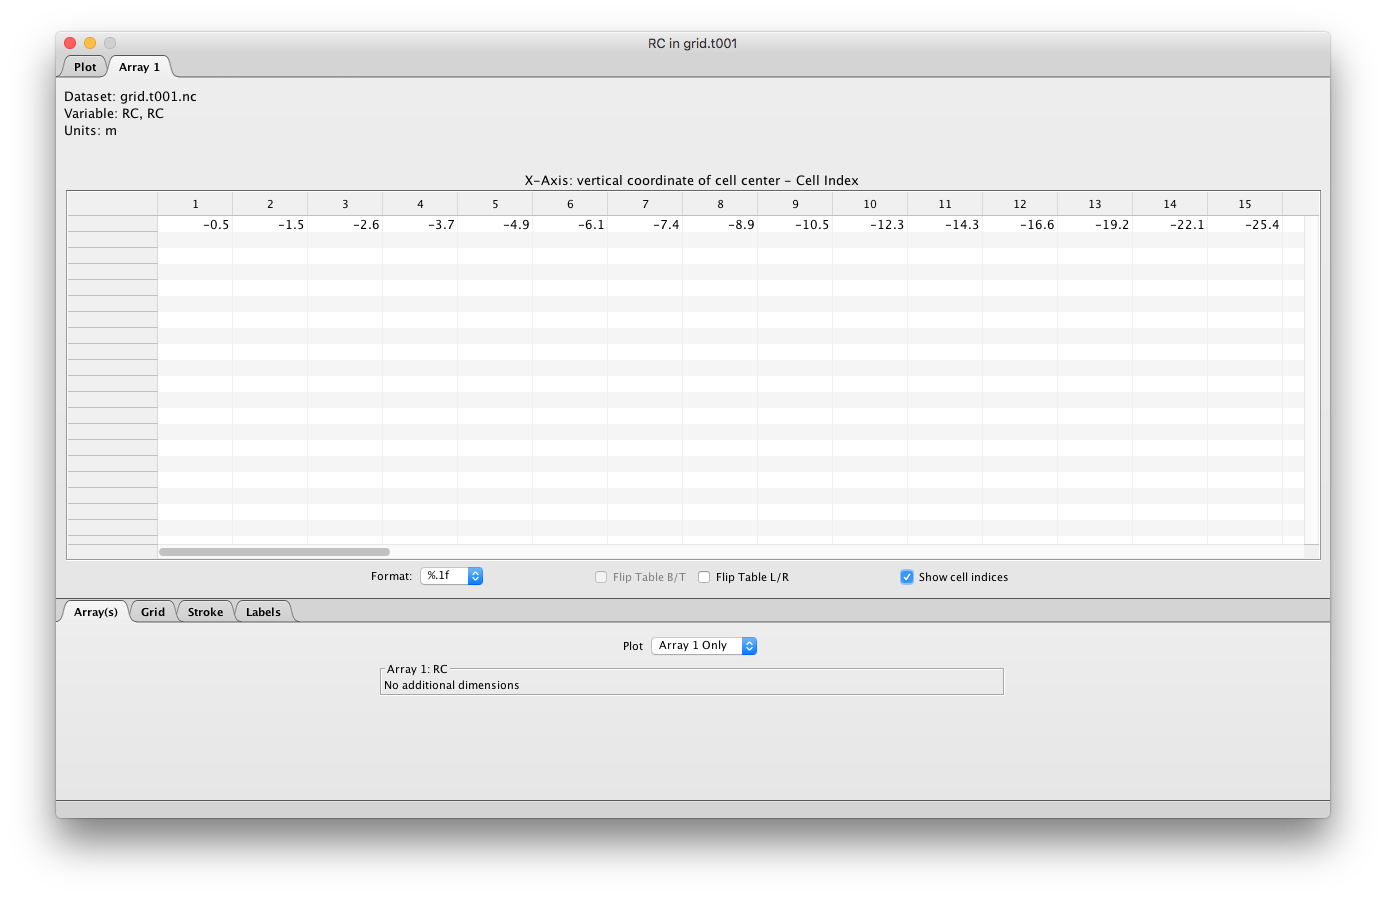 RC in grid.t001
Plot Array 1
Dataset: grid.t001.nc
Variable: RC, RC
Units: m
X-Axis: vertical coordinate of cell center - Cell Index
1 2 3 4 5 6 7 8 9 10 11 12 13 14 15
-0.5 -1.5 -2.6 -3.7 -4.9 -6.1 -7.4 -8.9 -10.5 -12.3 -14.3 -16.6 -19.2 -22.1 -25.4
Format: %.1f Flip Table B/T Flip Table L/R Show cell indices
Array(s) Grid Stroke Labels
Plot Array 1 Only
Array 1: RC
No additional dimensions